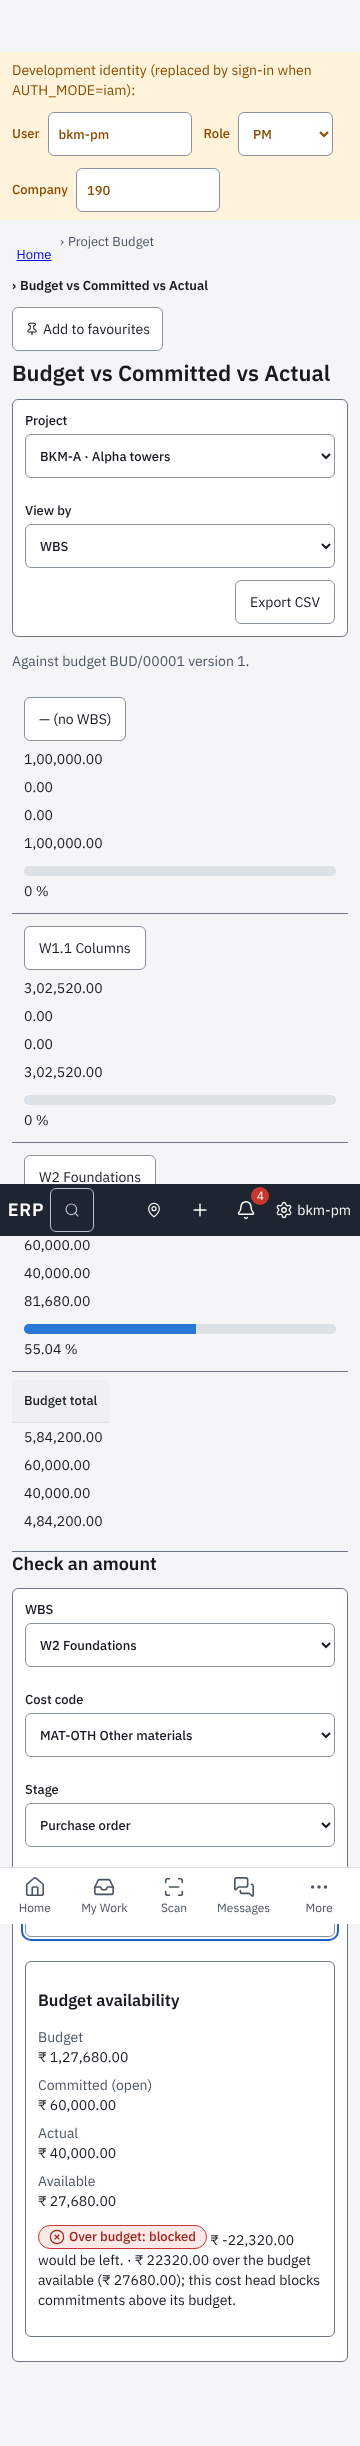 Development identity (replaced by sign-in when
AUTH_MODE=iam):
User bkm-pm Role PM
Company 190
Home › Project Budget
› Budget vs Committed vs Actual
Add to favourites
Budget vs Committed vs Actual
Project
BKM-A · Alpha towers
View by
WBS
Export CSV
Against budget BUD/00001 version 1.
— (no WBS)
1,00,000.00
0.00
0.00
1,00,000.00
0 %
W1.1 Columns
3,02,520.00
0.00
0.00
3,02,520.00
0 %
W2 Foundations
ERP 4 bkm-pm
60,000.00
40,000.00
81,680.00
55.04 %
Budget total
5,84,200.00
60,000.00
40,000.00
4,84,200.00
Check an amount
WBS
W2 Foundations
Cost code
MAT-OTH Other materials
Stage
Purchase order
Home My Work Scan Messages More
Budget availability
Budget
₹ 1,27,680.00
Committed (open)
₹ 60,000.00
Actual
₹ 40,000.00
Available
₹ 27,680.00
Over budget: blocked ₹ -22,320.00
would be left. · ₹ 22320.00 over the budget
available (₹ 27680.00); this cost head blocks
commitments above its budget.